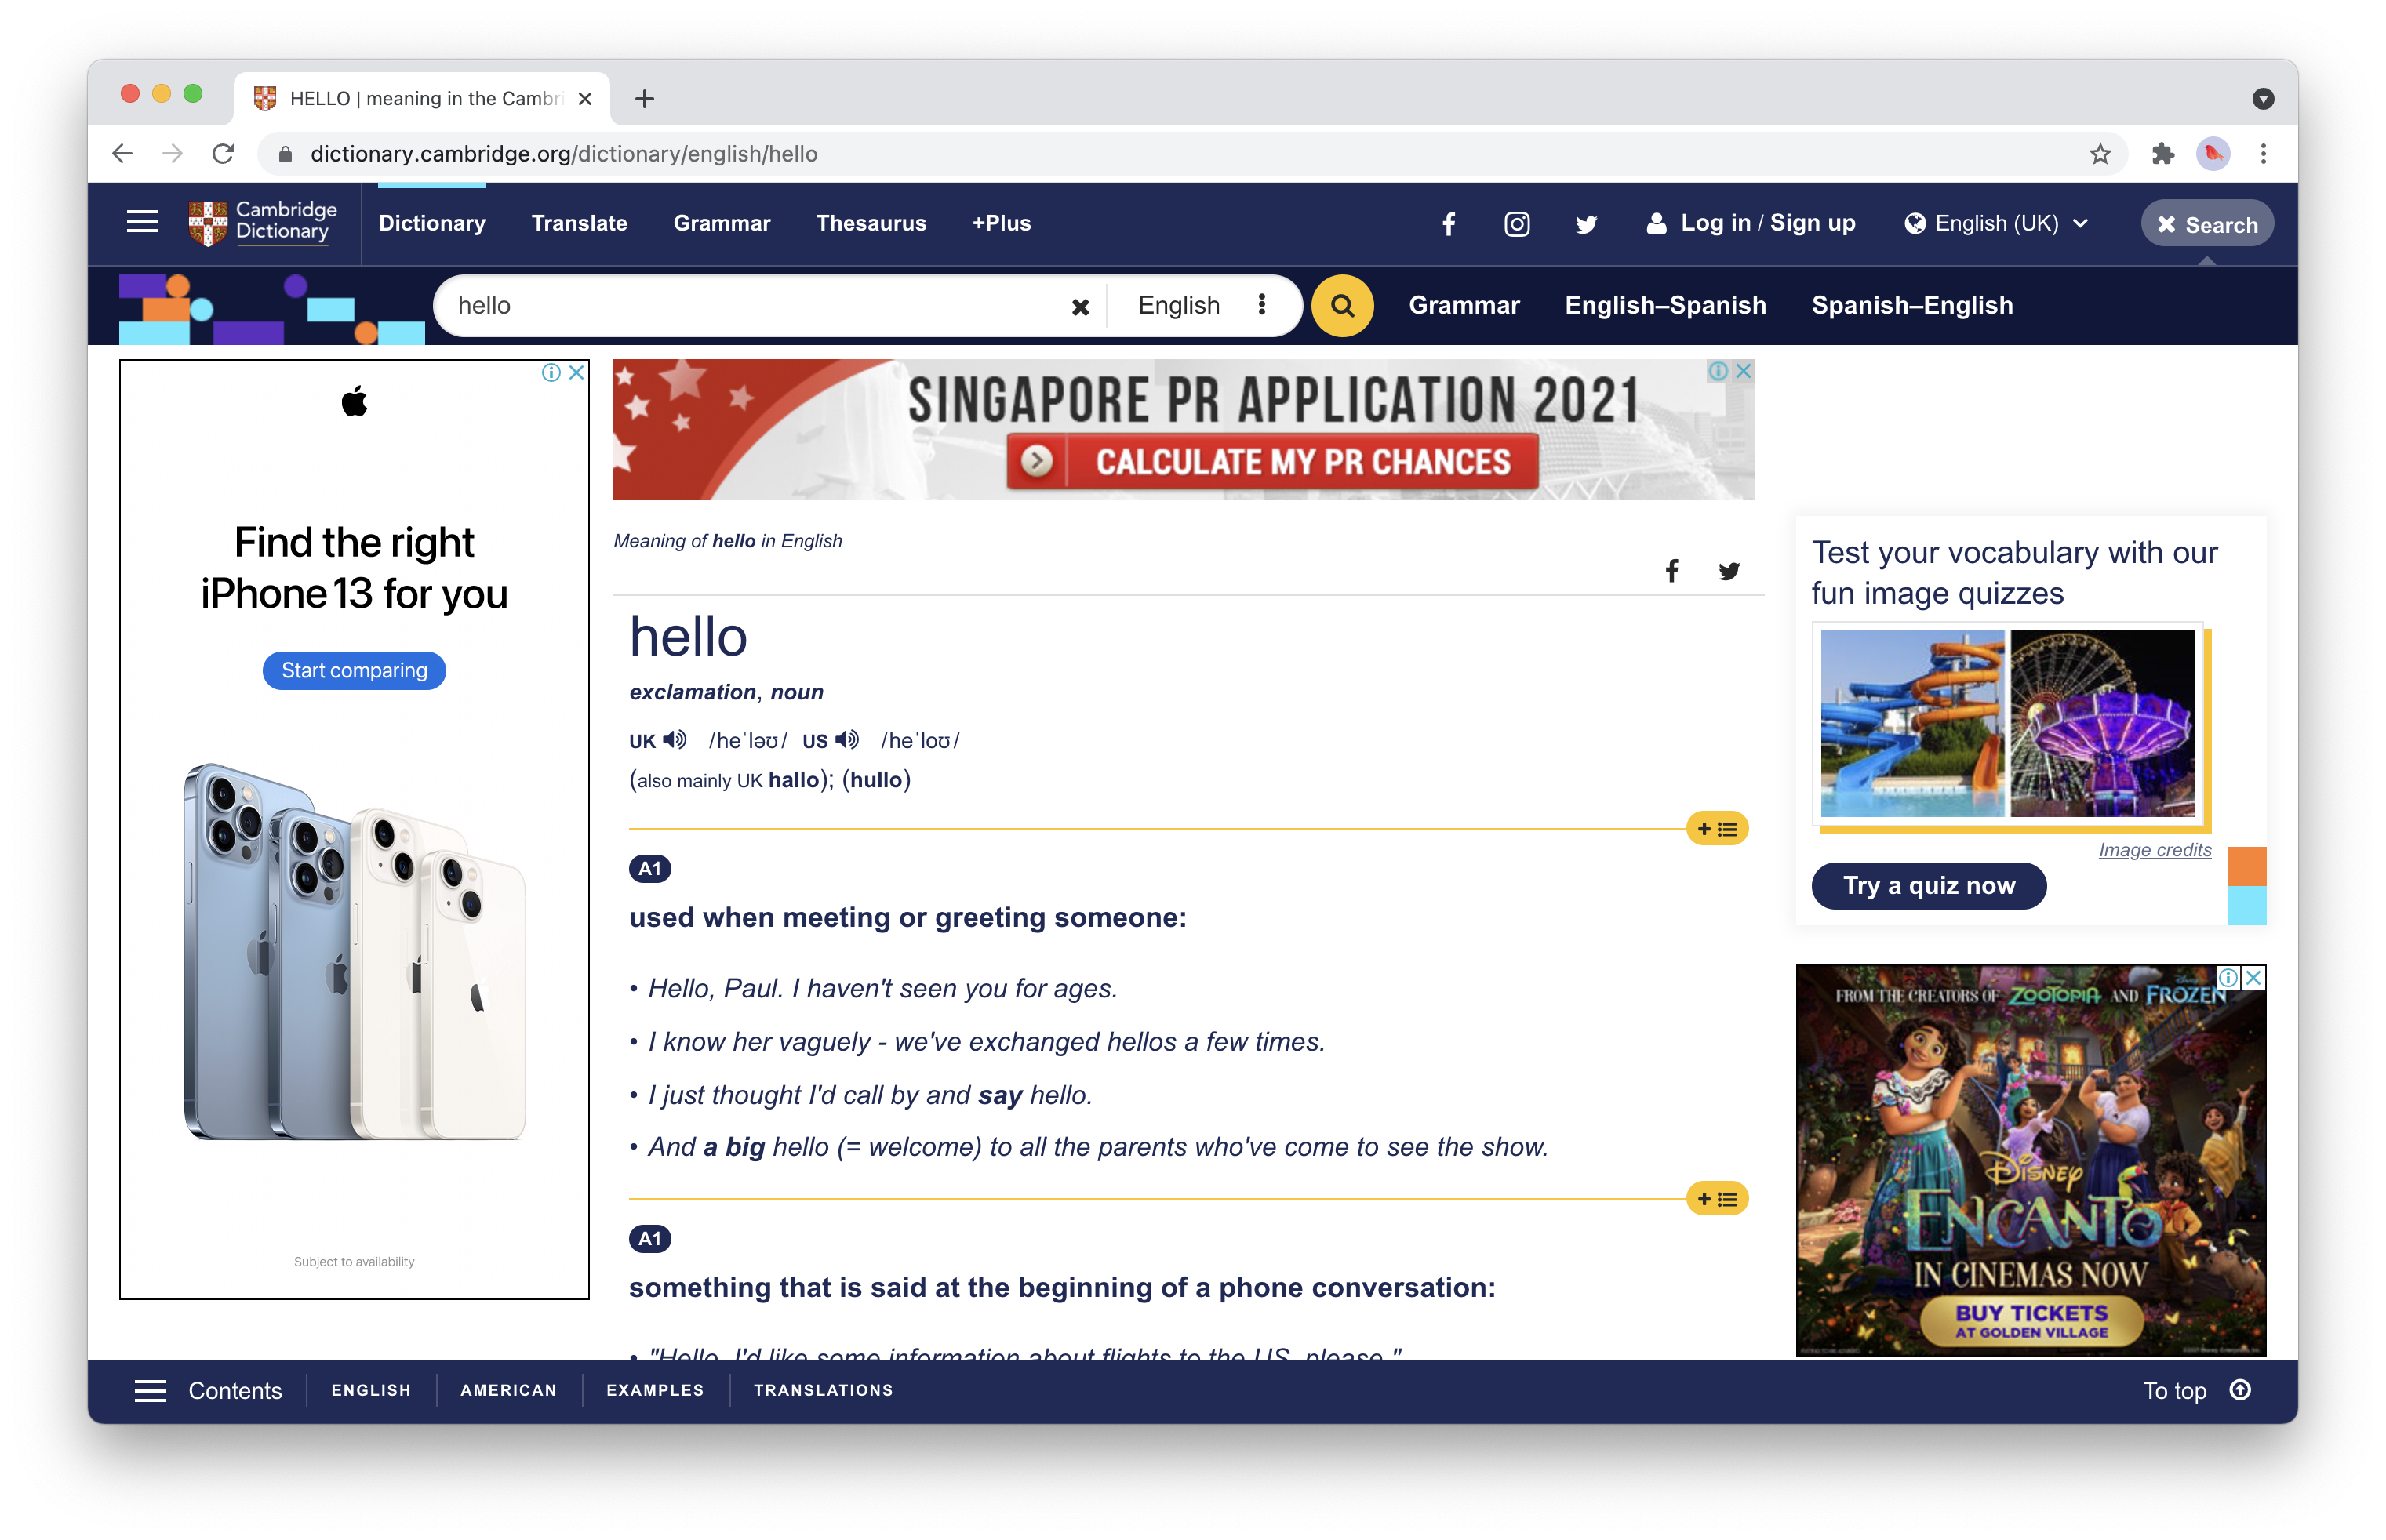 HELLO | meaning in the Cambri
dictionary.cambridge.org/dictionary/english/hello
Cambridge
Dictionary
Dictionary Translate Grammar Thesaurus +Plus
Log in / Sign up English (UK) Search
hello English
Grammar English–Spanish Spanish–English
Find the right
iPhone 13 for you
Start comparing
Subject to availability
SINGAPORE PR APPLICATION 2021
CALCULATE MY PR CHANCES
Meaning of hello in English
hello
exclamation, noun
UK /heˈləʊ/ US /heˈloʊ/
(also mainly UK hallo); (hullo)
A1
used when meeting or greeting someone:
• Hello, Paul. I haven't seen you for ages.
• I know her vaguely - we've exchanged hellos a few times.
• I just thought I'd call by and say hello.
• And a big hello (= welcome) to all the parents who've come to see the show.
A1
something that is said at the beginning of a phone conversation:
• "Hello, I'd like some information about flights to the US, please."
Test your vocabulary with our
fun image quizzes
Image credits
Try a quiz now
FROM THE CREATORS OF ZOOTOPIA AND FROZEN
DISNEY
ENCANTO
IN CINEMAS NOW
BUY TICKETS
AT GOLDEN VILLAGE
Contents ENGLISH AMERICAN EXAMPLES TRANSLATIONS
To top